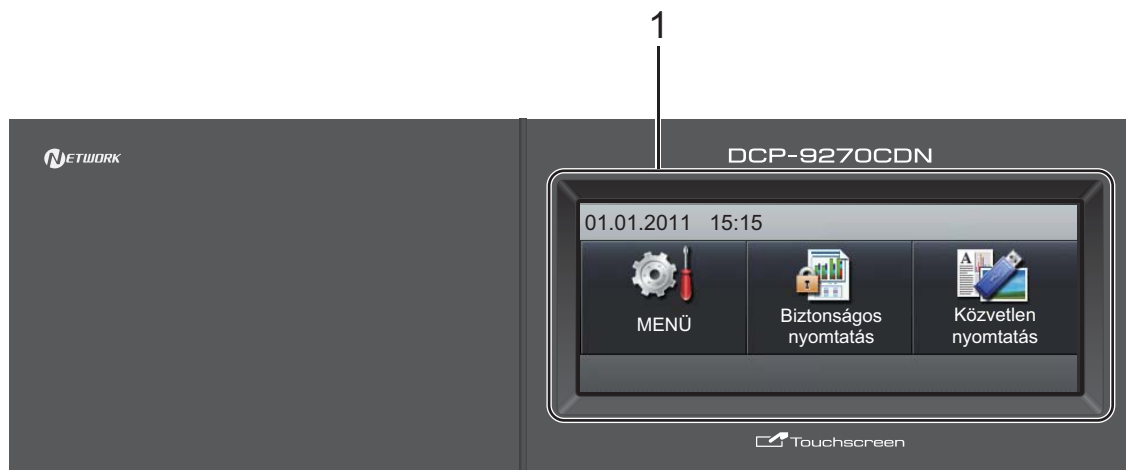 1
NETWORK
DCP-9270CDN
01.01.2011 15:15
MENÜ
Biztonságos
nyomtatás
Közvetlen
nyomtatás
Touchscreen